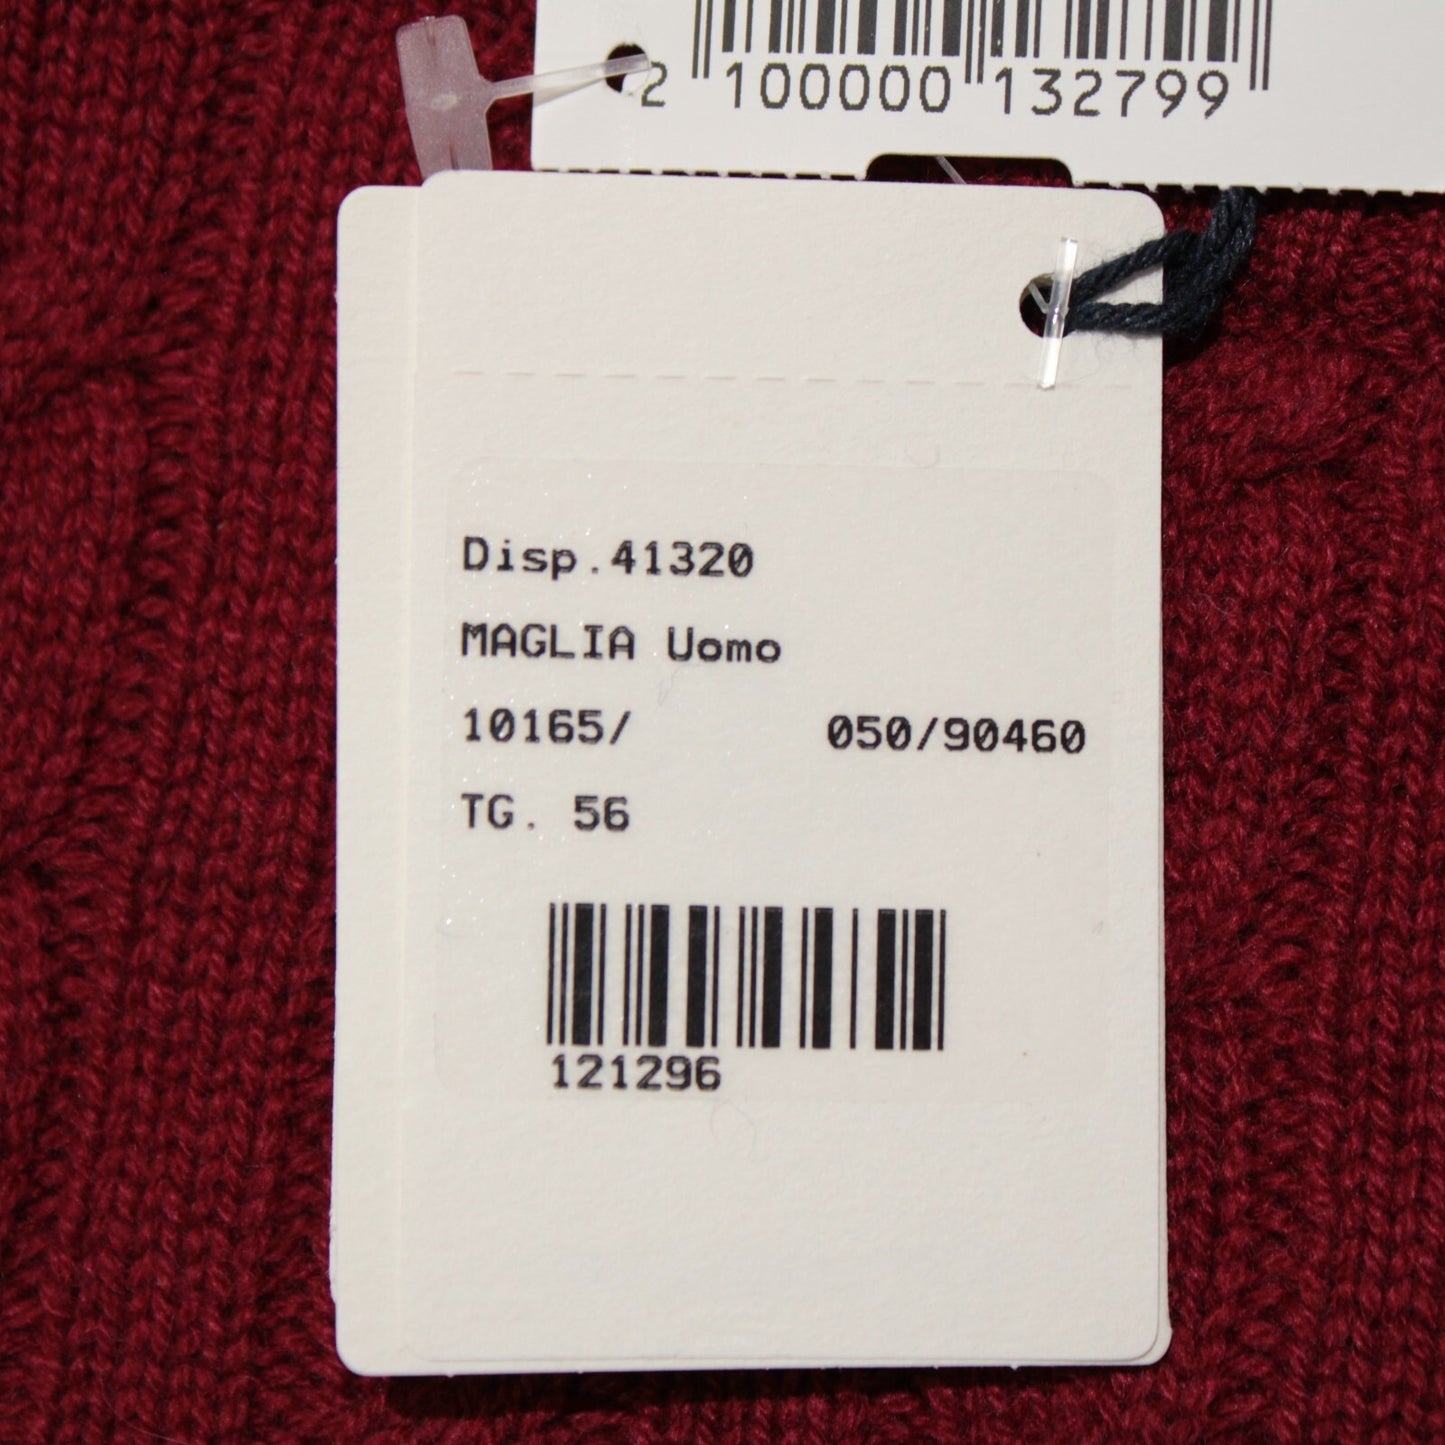 2 100000 132799
Disp.41320
MAGLIA Uomo
10165/ 050/90460
TG. 56
121296